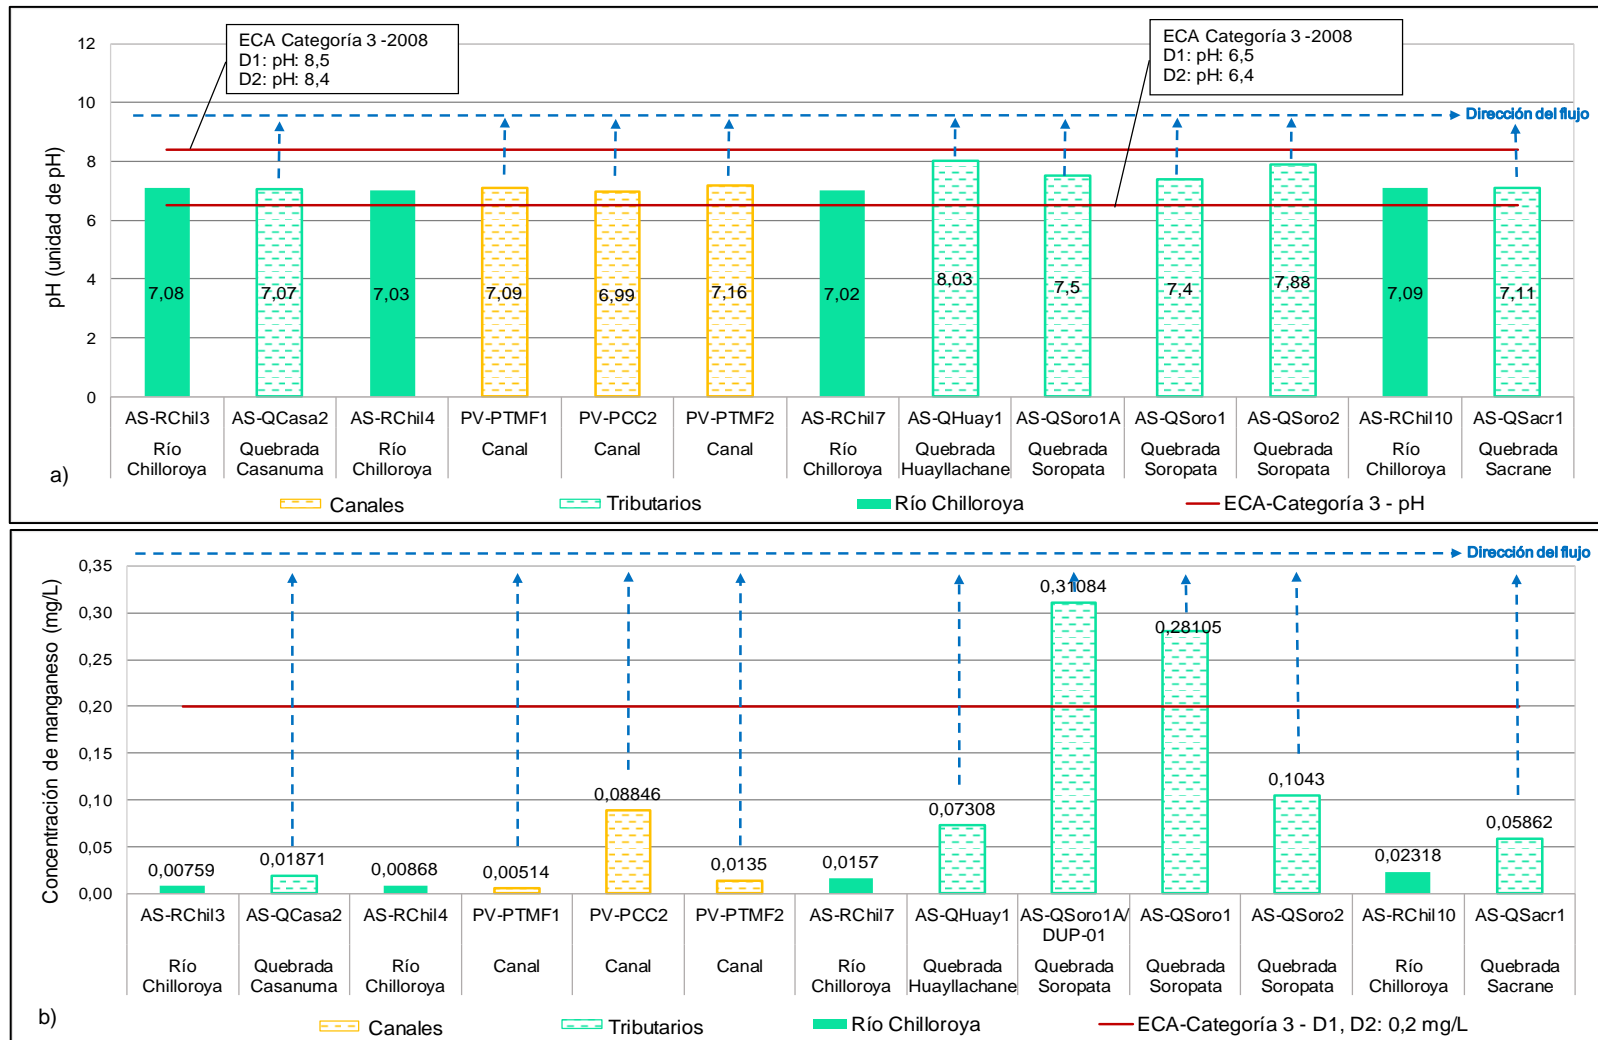 ECA Categoría 3 -2008
D1: pH: 8,5
D2: pH: 8,4
ECA Categoría 3 -2008
D1: pH: 6,5
D2: pH: 6,4
Dirección del flujo
pH (unidad de pH)
12
10
8
6
4
2
0
7,08
7,07
7,03
7,09
6,99
7,16
7,02
8,03
7,5
7,4
7,88
7,09
7,11
AS-RChil3
AS-QCasa2
AS-RChil4
PV-PTMF1
PV-PCC2
PV-PTMF2
AS-RChil7
AS-QHuay1
AS-QSoro1A
AS-QSoro1
AS-QSoro2
AS-RChil10
AS-QSacr1
Río
Chilloroya
Quebrada
Casanuma
Río
Chilloroya
Canal
Canal
Canal
Río
Chilloroya
Quebrada
Huayllachane
Quebrada
Soropata
Quebrada
Soropata
Quebrada
Soropata
Río
Chilloroya
Quebrada
Sacrane
a)
Canales
Tributarios
Río Chilloroya
ECA-Categoría 3 - pH
Dirección del flujo
Concentración de manganeso (mg/L)
0,35
0,30
0,25
0,20
0,15
0,10
0,05
0,00
0,00759
0,01871
0,00868
0,00514
0,08846
0,0135
0,0157
0,07308
0,31084
0,28105
0,1043
0,02318
0,05862
AS-RChil3
AS-QCasa2
AS-RChil4
PV-PTMF1
PV-PCC2
PV-PTMF2
AS-RChil7
AS-QHuay1
AS-QSoro1A/
DUP-01
AS-QSoro1
AS-QSoro2
AS-RChil10
AS-QSacr1
Río
Chilloroya
Quebrada
Casanuma
Río
Chilloroya
Canal
Canal
Canal
Río
Chilloroya
Quebrada
Huayllachane
Quebrada
Soropata
Quebrada
Soropata
Quebrada
Soropata
Río
Chilloroya
Quebrada
Sacrane
b)
Canales
Tributarios
Río Chilloroya
ECA-Categoría 3 - D1, D2: 0,2 mg/L